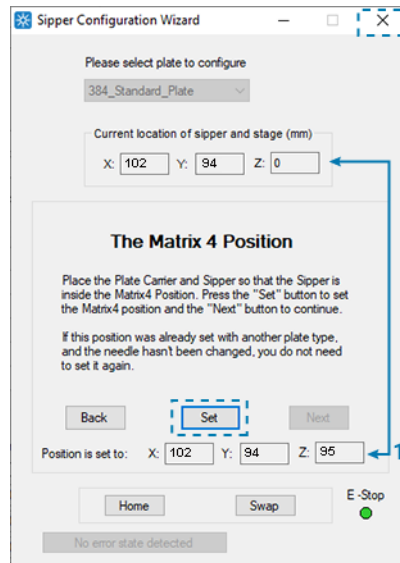 Sipper Configuration Wizard
Please select plate to configure
384_Standard_Plate
Current location of sipper and stage (mm)
X: 102 Y: 94 Z: 0
The Matrix 4 Position
Place the Plate Carrier and Sipper so that the Sipper is
inside the Matrix4 Position. Press the "Set" button to set
the Matrix4 position and the "Next" button to continue.
If this position was already set with another plate type,
and the needle hasn't been changed, you do not need
to set it again.
Back Set Next
Position is set to: X: 102 Y: 94 Z: 95 1
Home Swap E -Stop
No error state detected